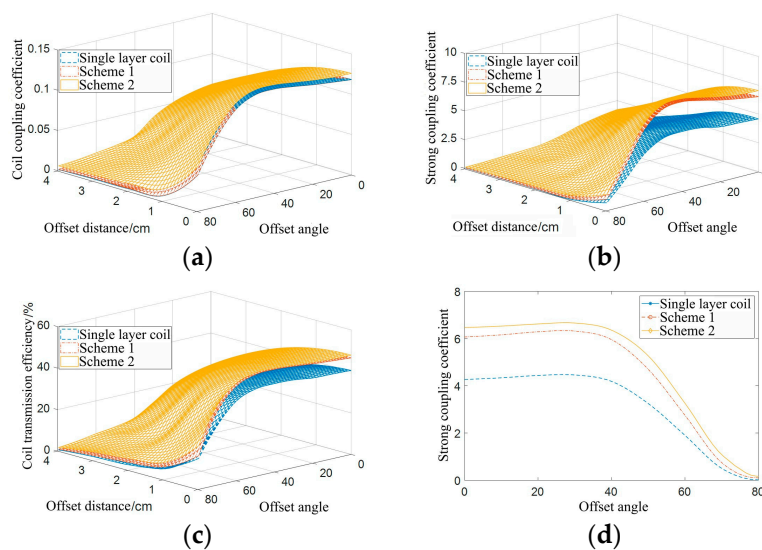 0.15
0.1
0.05
0
Coil coupling coefficient
Single layer coil
Scheme 1
Scheme 2
4
3
2
1
0
Offset distance/cm
80
60
40
20
0
Offset angle
(a)
10
7.5
5
2.5
0
Strong coupling coefficient
Single layer coil
Scheme 1
Scheme 2
4
3
2
1
0
Offset distance/cm
80
60
40
20
0
Offset angle
(b)
60
40
20
0
Coil transmission efficiency/%
Single layer coil
Scheme 1
Scheme 2
4
3
2
1
0
Offset distance/cm
80
60
40
20
0
Offset angle
(c)
8
6
4
2
0
Strong coupling coefficient
Single layer coil
Scheme 1
Scheme 2
0
20
40
60
80
Offset angle
(d)